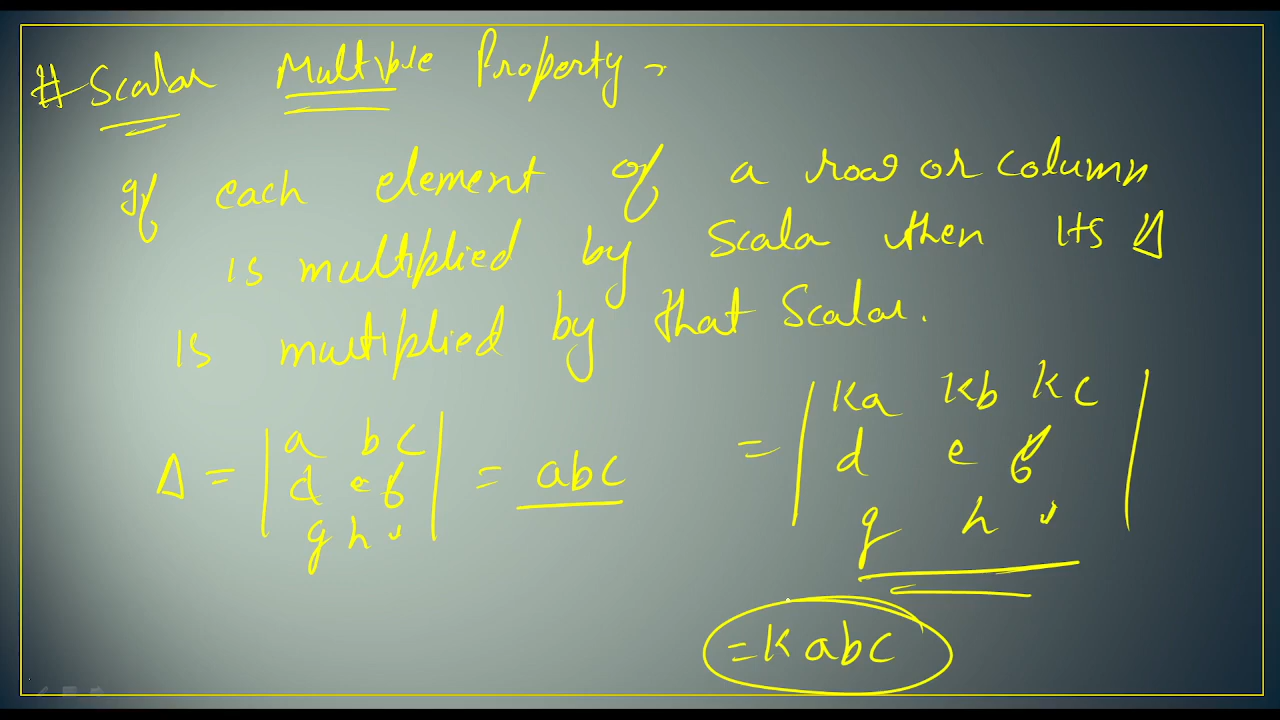 # Scalar Multiple Property -
If each element of a row or column
is multiplied by Scala then its Δ
is multiplied by that Scalar.
Δ = | a b c | = abc
| d e f |
| g h i |
= | Ka Kb Kc |
| d e f |
| g h i |
= K abc